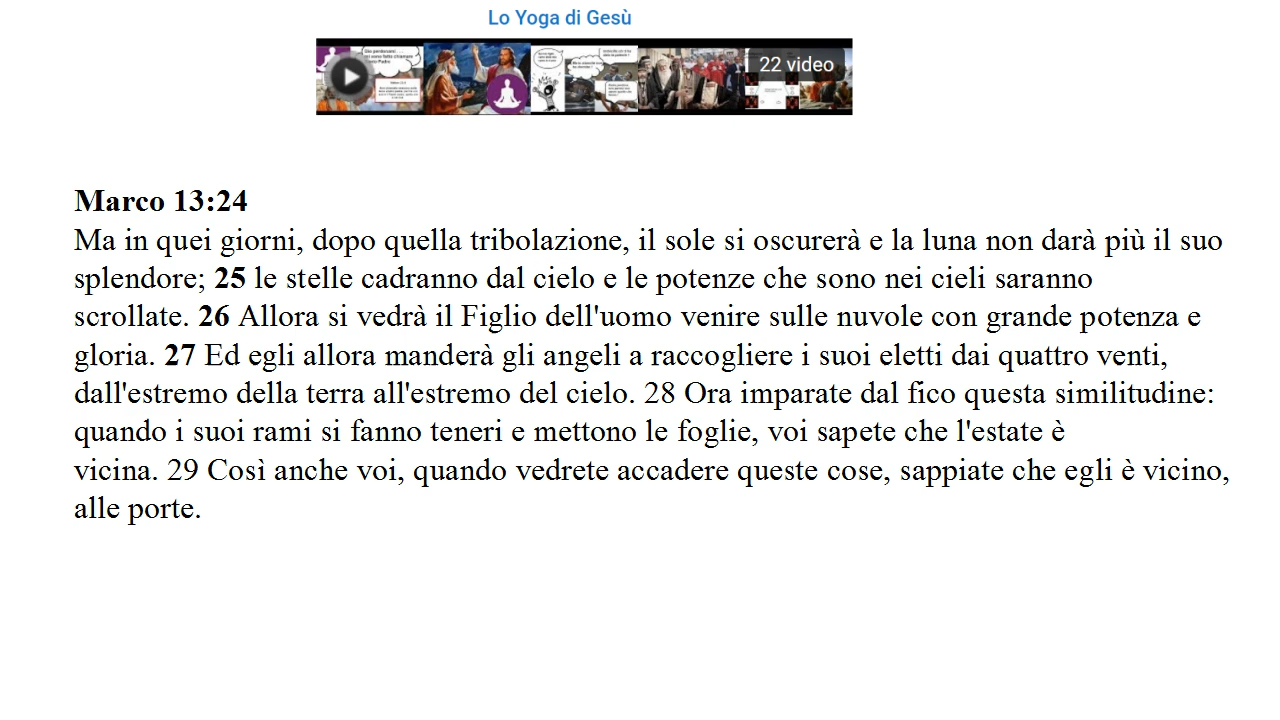 Lo Yoga di Gesù
22 video
Marco 13:24
Ma in quei giorni, dopo quella tribolazione, il sole si oscurerà e la luna non darà più il suo
splendore; 25 le stelle cadranno dal cielo e le potenze che sono nei cieli saranno
scrollate. 26 Allora si vedrà il Figlio dell'uomo venire sulle nuvole con grande potenza e
gloria. 27 Ed egli allora manderà gli angeli a raccogliere i suoi eletti dai quattro venti,
dall'estremo della terra all'estremo del cielo. 28 Ora imparate dal fico questa similitudine:
quando i suoi rami si fanno teneri e mettono le foglie, voi sapete che l'estate è
vicina. 29 Così anche voi, quando vedrete accadere queste cose, sappiate che egli è vicino,
alle porte.